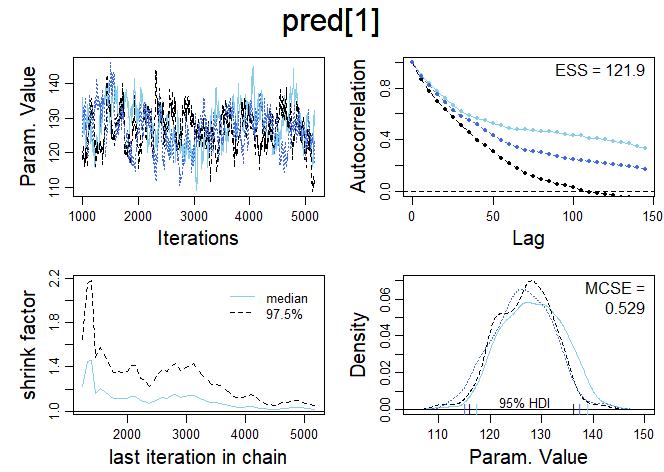 pred[1]
Param. Value
110 120 130 140
1000 2000 3000 4000 5000
Iterations
Autocorrelation
0.0 0.4 0.8
ESS = 121.9
0 50 100 150
Lag
shrink factor
1.0 1.4 1.8 2.2
median
97.5%
2000 3000 4000 5000
last iteration in chain
Density
0.00 0.02 0.04 0.06
MCSE =
0.529
95% HDI
110 120 130 140 150
Param. Value